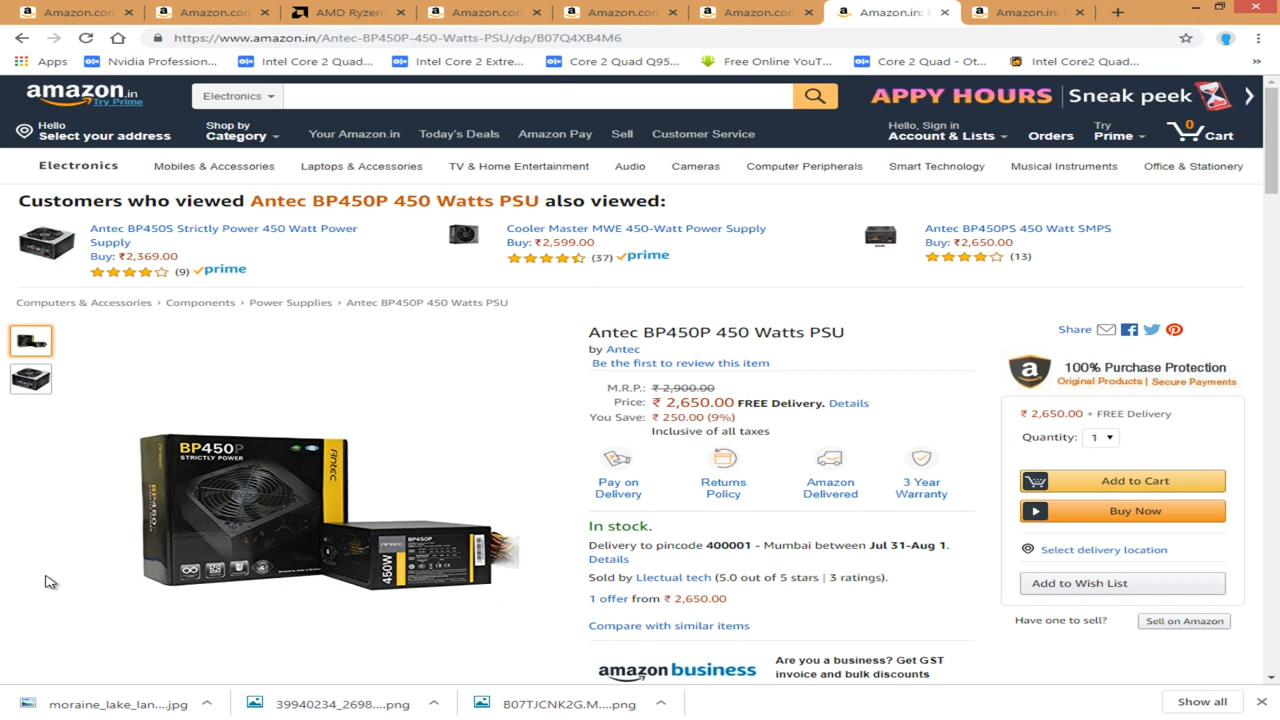 Amazon.com
Amazon.com
AMD Ryzen™
Amazon.com
Amazon.com
Amazon.com
Amazon.in:
Amazon.in:
https://www.amazon.in/Antec-BP450P-450-Watts-PSU/dp/B07Q4XB4M6
Apps
Nvidia Profession...
Intel Core 2 Quad...
Intel Core 2 Extre...
Core 2 Quad Q95...
Free Online YouT...
Core 2 Quad - Ot...
Intel Core2 Quad...
amazon.in
Try Prime
Electronics
APPY HOURS | Sneak peek
Hello
Select your address
Shop by
Category
Your Amazon.in
Today's Deals
Amazon Pay
Sell
Customer Service
Hello, Sign in
Account & Lists
Orders
Try
Prime
0
Cart
Electronics
Mobiles & Accessories
Laptops & Accessories
TV & Home Entertainment
Audio
Cameras
Computer Peripherals
Smart Technology
Musical Instruments
Office & Stationery
Customers who viewed Antec BP450P 450 Watts PSU also viewed:
Antec BP450S Strictly Power 450 Watt Power
Supply
Buy: ₹2,369.00
(9) prime
Cooler Master MWE 450-Watt Power Supply
Buy: ₹2,599.00
(37) prime
Antec BP450PS 450 Watt SMPS
Buy: ₹2,650.00
(13)
Computers & Accessories › Components › Power Supplies › Antec BP450P 450 Watts PSU
BP450P
STRICTLY POWER
Antec
BP450P
BP450P
450W
Antec BP450P 450 Watts PSU
by Antec
Be the first to review this item
M.R.P.: ₹ 2,900.00
Price: ₹ 2,650.00 FREE Delivery. Details
You Save: ₹ 250.00 (9%)
Inclusive of all taxes
Pay on
Delivery
Returns
Policy
Amazon
Delivered
3 Year
Warranty
In stock.
Delivery to pincode 400001 - Mumbai between Jul 31-Aug 1.
Details
Sold by Llectual tech (5.0 out of 5 stars | 3 ratings).
1 offer from ₹ 2,650.00
Compare with similar items
amazon business
Are you a business? Get GST
invoice and bulk discounts
Share
100% Purchase Protection
Original Products | Secure Payments
₹ 2,650.00 + FREE Delivery
Quantity: 1
Add to Cart
Buy Now
Select delivery location
Add to Wish List
Have one to sell?
Sell on Amazon
moraine_lake_lan....jpg
39940234_2698....png
B07TJCNK2G.M....png
Show all